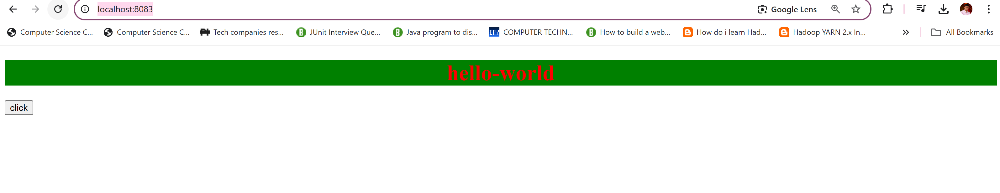 localhost:8083 Google Lens
Computer Science C... Computer Science C... Tech companies res... JUnit Interview Que... Java program to dis... EFY COMPUTER TECHN... How to build a web... How do i learn Had... Hadoop YARN 2.x In... All Bookmarks
hello-world
click